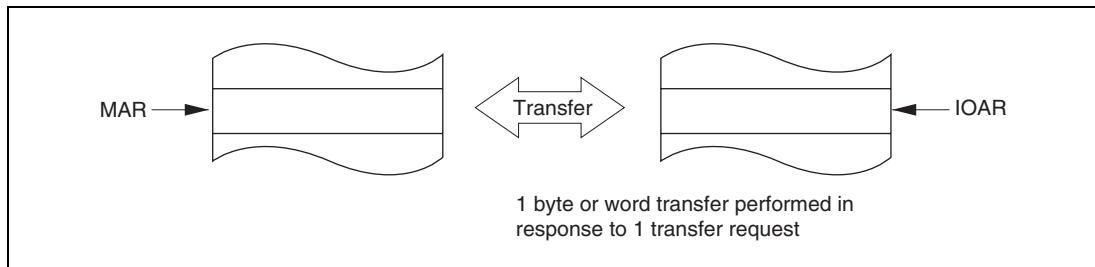 MAR
Transfer
IOAR
1 byte or word transfer performed in
response to 1 transfer request